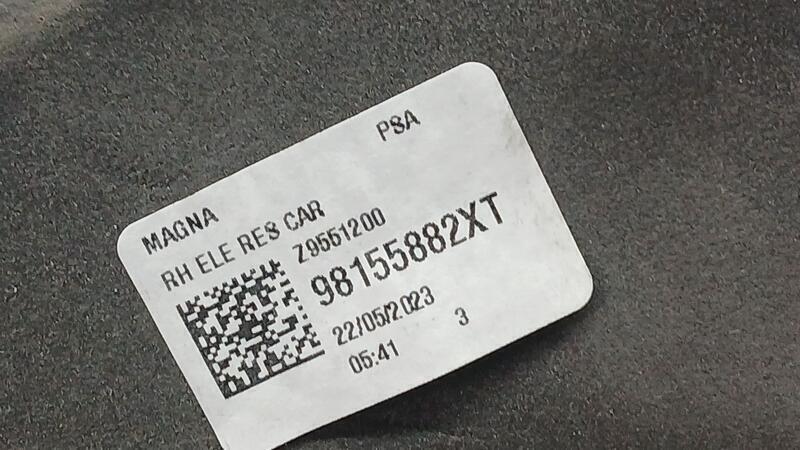 PSA
MAGNA
RH ELE RES CAR
Z9551200
98155882XT
22/05/2023
05:41 3